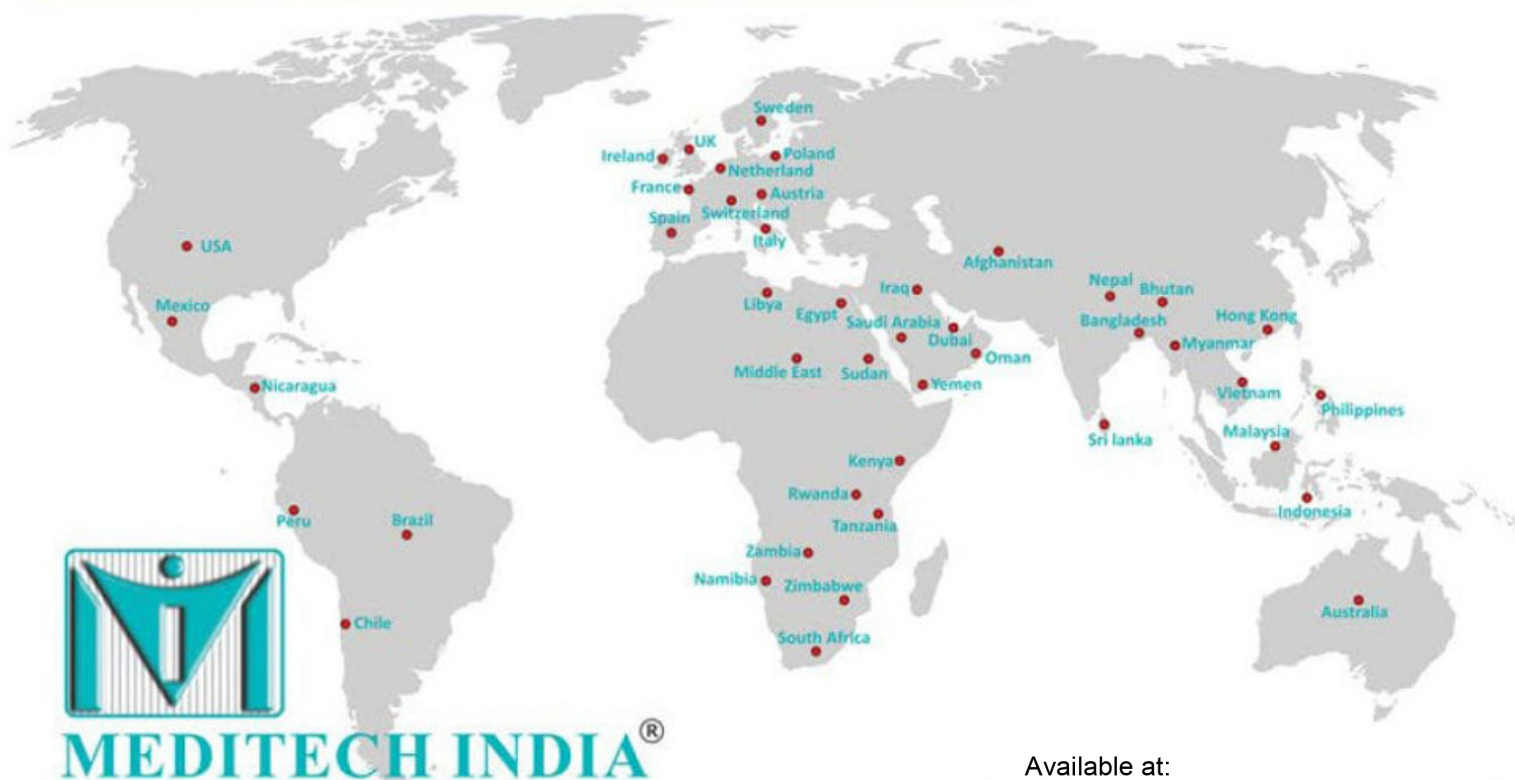 Sweden
UK
Ireland
Poland
Netherland
France
Austria
Switzerland
Spain
Italy
USA
Afghanistan
Mexico
Libya
Egypt
Iraq
Saudi Arabia
Dubai
Nepal
Bhutan
Bangladesh
Hong Kong
Myanmar
Oman
Middle East
Sudan
Yemen
Nicaragua
Vietnam
Philippines
Sri lanka
Malaysia
Kenya
Rwanda
Tanzania
Indonesia
Peru
Brazil
Zambia
Namibia
Zimbabwe
Australia
Chile
South Africa
MEDITECH INDIA®
Available at: